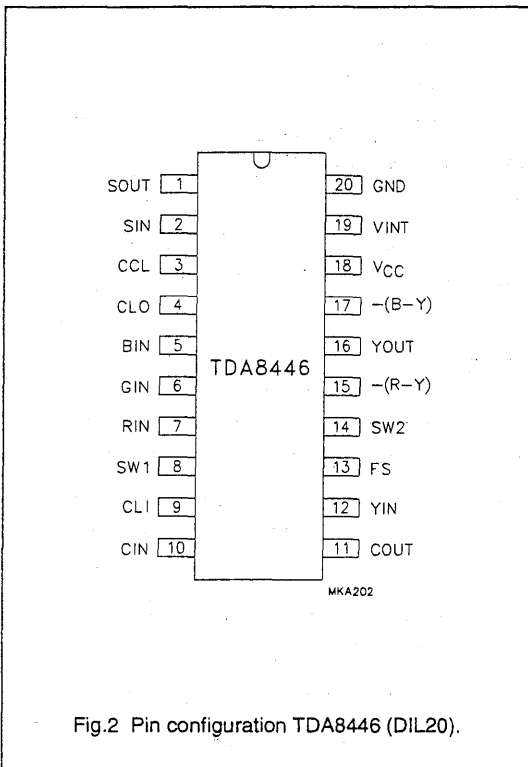 SOUT 1 20 GND
SIN 2 19 VINT
CCL 3 18 VCC
CLO 4 17 −(B−Y)
BIN 5 16 YOUT
TDA8446
GIN 6 15 −(R−Y)
RIN 7 14 SW2
SW1 8 13 FS
CLI 9 12 YIN
CIN 10 11 COUT
MKA202
Fig.2 Pin configuration TDA8446 (DIL20).